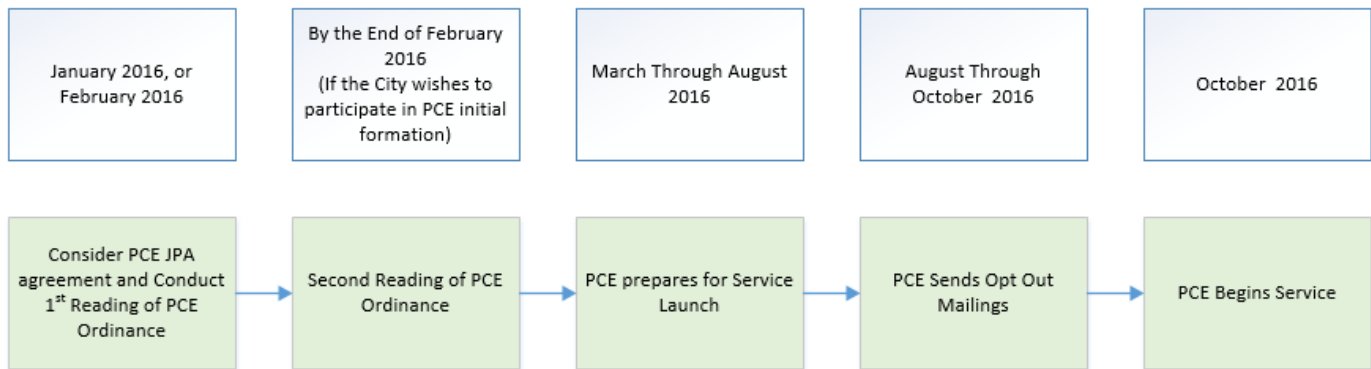 January 2016, or
February 2016
By the End of February
2016
(If the City wishes to
participate in PCE initial
formation)
March Through August
2016
August Through
October  2016
October  2016
Consider PCE JPA
agreement and Conduct
1st Reading of PCE
Ordinance
Second Reading of PCE
Ordinance
PCE prepares for Service
Launch
PCE Sends Opt Out
Mailings
PCE Begins Service